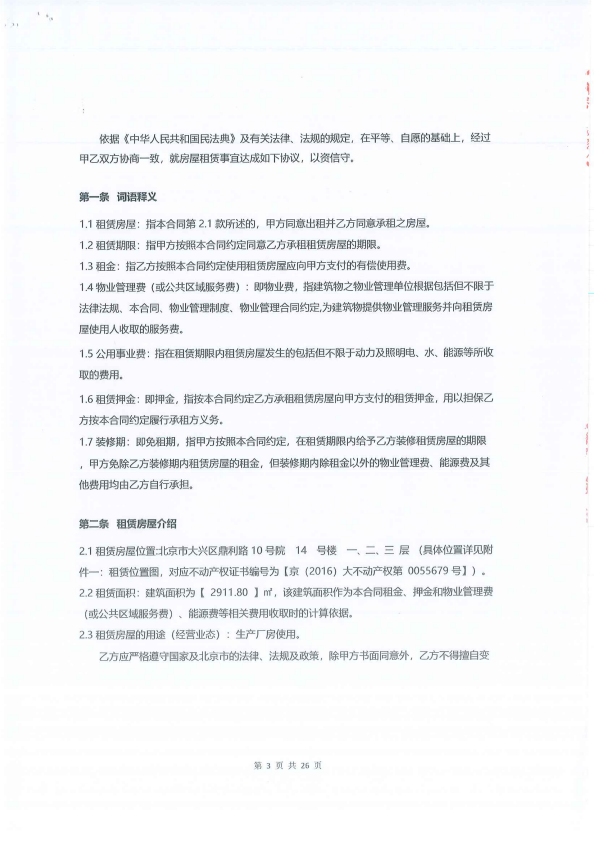 依据《中华人民共和国民法典》及有关法律、法规的规定，在平等、自愿的基础上，经过
甲乙双方协商一致，就房屋租赁事宜达成如下协议，以资信守。
第一条 词语释义
1.1 租赁房屋：指本合同第 2.1 款所述的，甲方同意出租并乙方同意承租之房屋。
1.2 租赁期限：指甲方按照本合同约定同意乙方承租租赁房屋的期限。
1.3 租金：指乙方按照本合同约定使用租赁房屋应向甲方支付的有偿使用费。
1.4 物业管理费（或公共区域服务费）：即物业费，指建筑物之物业管理单位根据包括但不限于
法律法规、本合同、物业管理制度、物业管理合同约定,为建筑物提供物业管理服务并向租赁房
屋使用人收取的服务费。
1.5 公用事业费：指在租赁期限内租赁房屋发生的包括但不限于动力及照明电、水、能源等所收
取的费用。
1.6 租赁押金：即押金，指按本合同约定乙方承租租赁房屋向甲方支付的租赁押金，用以担保乙
方按本合同约定履行承租方义务。
1.7 装修期：即免租期，指甲方按照本合同约定，在租赁期限内给予乙方装修租赁房屋的期限
，甲方免除乙方装修期内租赁房屋的租金，但装修期内除租金以外的物业管理费、能源费及其
他费用均由乙方自行承担。
第二条 租赁房屋介绍
2.1 租赁房屋位置:北京市大兴区鼎利路 10 号院 14 号楼 一、二、三 层（具体位置详见附
件一：租赁位置图，对应不动产权证书编号为【京（2016）大不动产权第 0055679 号】）。
2.2 租赁面积：建筑面积为【 2911.80 】㎡，该建筑面积作为本合同租金、押金和物业管理费
（或公共区域服务费）、能源费等相关费用收取时的计算依据。
2.3 租赁房屋的用途（经营业态）：生产厂房使用。
乙方应严格遵守国家及北京市的法律、法规及政策，除甲方书面同意外，乙方不得擅自变
第 3 页 共 26 页